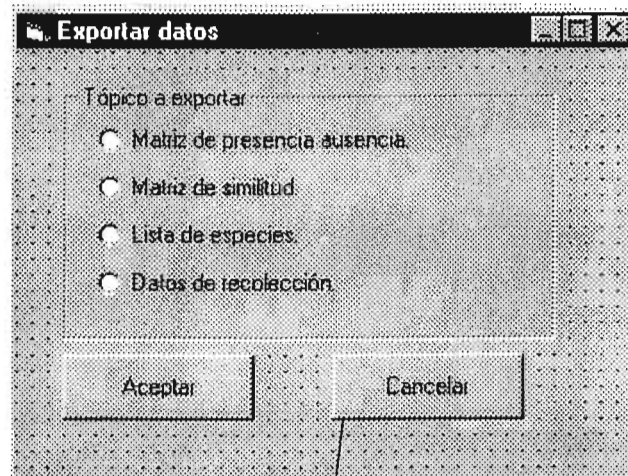 Exportar datos
Tópico a exportar
Matriz de presencia ausencia.
Matriz de similitud.
Lista de especies.
Datos de recolección.
Aceptar
Cancelar